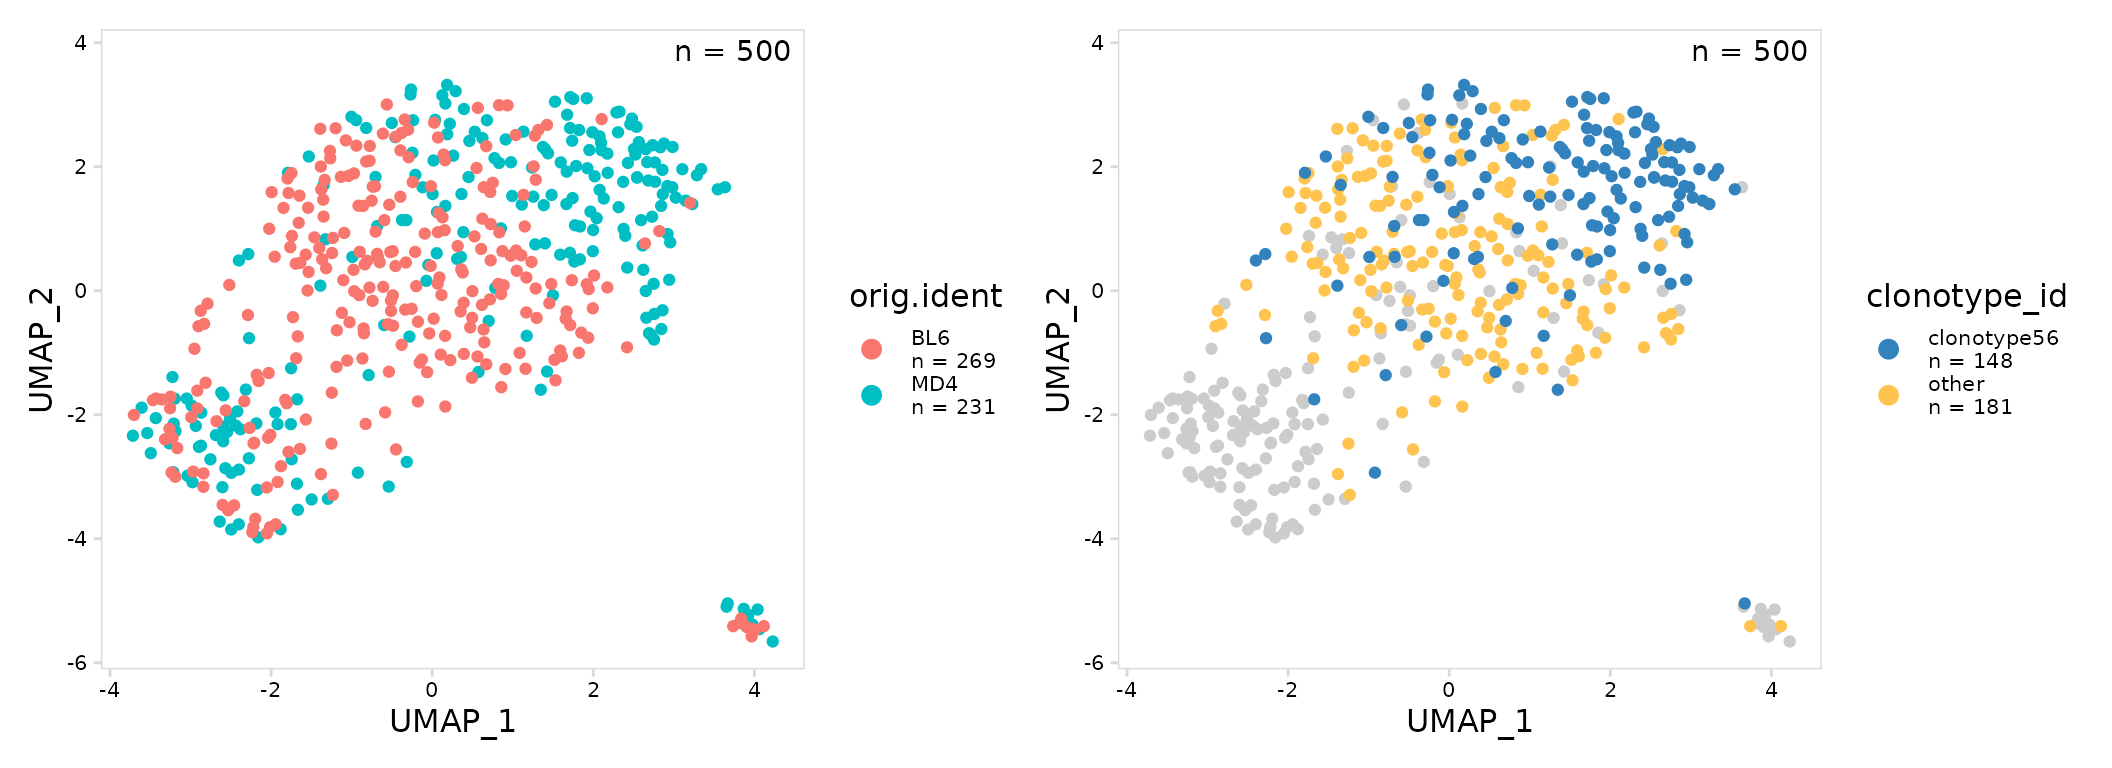 n = 500
4
2
0
-2
-4
-6
UMAP_2
-4
-2
0
2
4
UMAP_1
orig.ident
BL6
n = 269
MD4
n = 231
n = 500
4
2
0
-2
-4
-6
UMAP_2
-4
-2
0
2
4
UMAP_1
clonotype_id
clonotype56
n = 148
other
n = 181